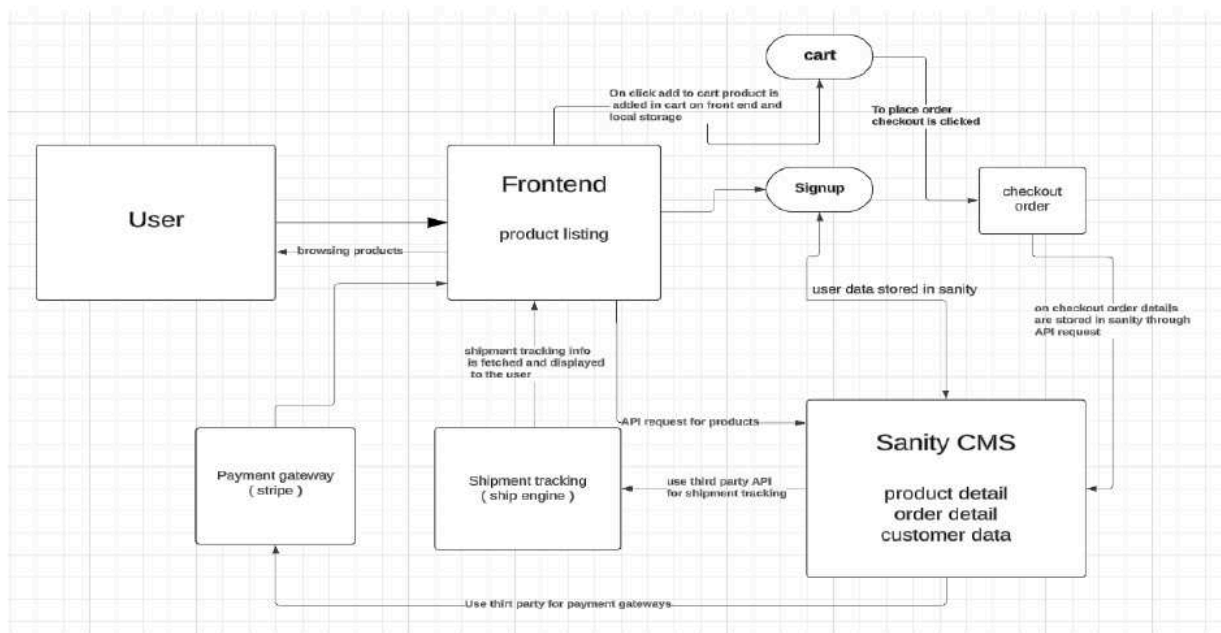 cart
On click add to cart product is
added in cart on front end and
local storage
To place order
checkout is clicked
User
Frontend
product listing
Signup
checkout
order
browsing products
user data stored in sanity
on checkout order details
are stored in sanity through
API request
shipment tracking info
is fetched and displayed
to the user
API request for products
Payment gateway
( stripe )
Shipment tracking
( ship engine )
use third party API
for shipment tracking
Sanity CMS
product detail
order detail
customer data
Use thirt party for payment gateways